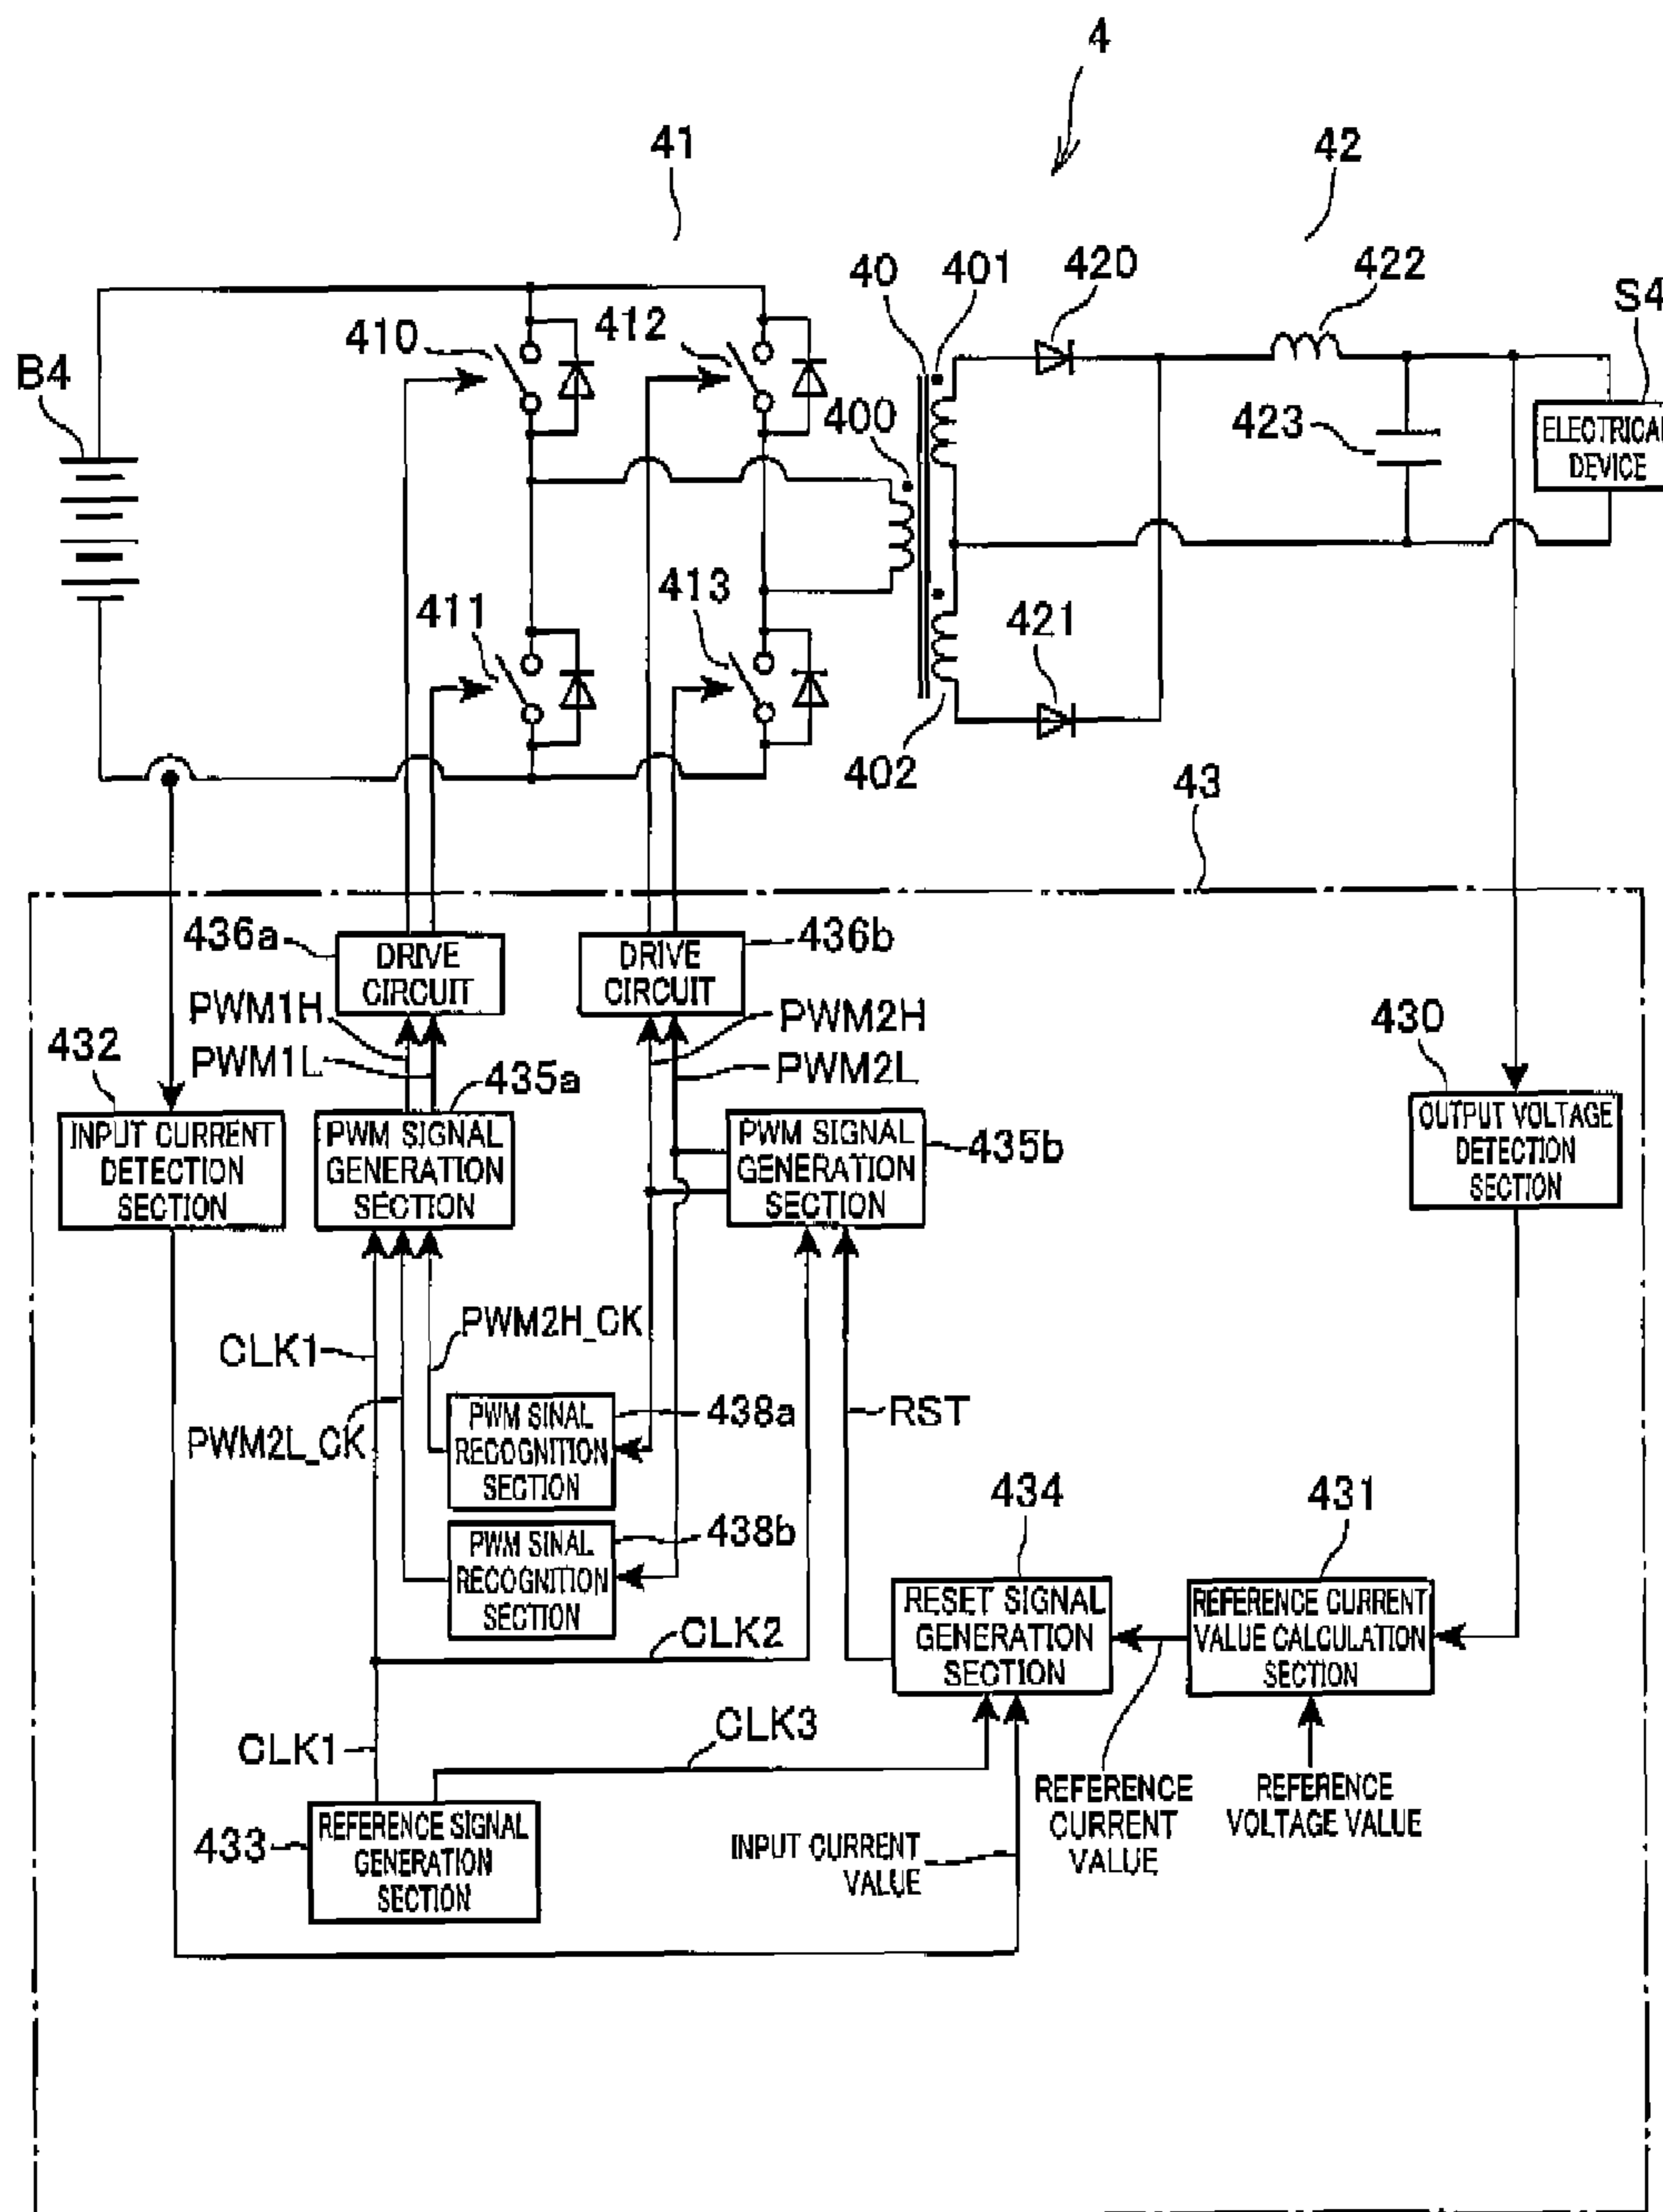 4
41
42
40
401
420
422
S4
410
412
B4
400
423
ELECTRICAL
DEVICE
411
413
421
402
43
436a
DRIVE
CIRCUIT
DRIVE
CIRCUIT
436b
PWM1H
PWM2H
430
432
PWM1L
435a
PWM2L
INPUT CURRENT
DETECTION
SECTION
PWM SIGNAL
GENERATION
SECTION
PWM SIGNAL
GENERATION
SECTION
435b
OUTPUT VOLTAGE
DETECTION
SECTION
PWM2H_CK
CLK1
PWM2L_CK
PWM SINAL
RECOGNITION
SECTION
438a
RST
PWM SINAL
RECOGNITION
SECTION
438b
434
431
RESET SIGNAL
GENERATION
SECTION
REFERENCE CURRENT
VALUE CALCULATION
SECTION
CLK2
CLK1
CLK3
REFERENCE
CURRENT
VALUE
REFERENCE
VOLTAGE VALUE
433
REFERENCE SIGNAL
GENERATION
SECTION
INPUT CURRENT
VALUE